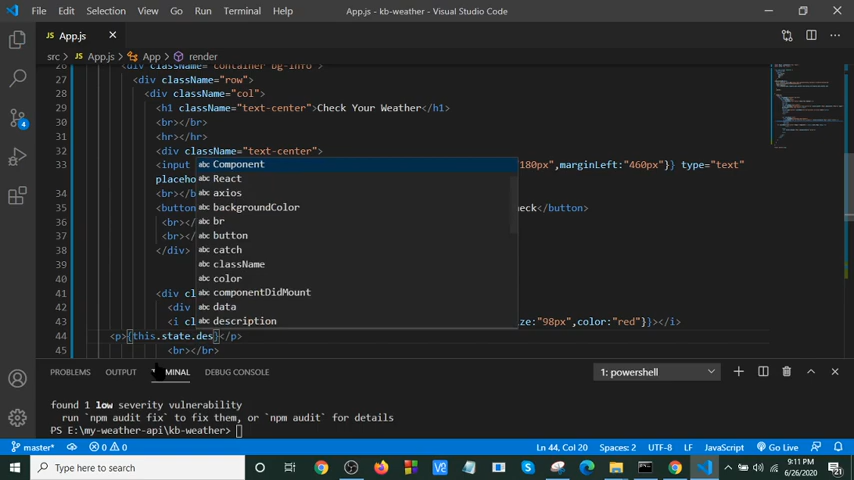 File Edit Selection View Go Run Terminal Help App.js - kb-weather - Visual Studio Code
JS App.js
src > JS App.js > App > render
26 <div className="container bg-info">
27 <div className="row">
28 <div className="col">
29 <h1 className="text-center">Check Your Weather</h1>
30 <br></br>
31 <hr></hr>
32 <div className="text-center">
33 <input 180px",marginLeft:"460px"}} type="text"
placeho
34 <br></b
35 <button eck</button>
36 <br></
37 <br></
38 </div>
39
40
41 <div cl
42 <div
43 <i cl ze:"98px",color:"red"}}></i>
44 <p>{this.state.des}</p>
45 <br></br>
abc Component
abc React
abc axios
abc backgroundColor
abc br
abc button
abc catch
abc className
abc color
abc componentDidMount
abc data
abc description
PROBLEMS OUTPUT TERMINAL DEBUG CONSOLE 1: powershell
found 1 low severity vulnerability
run `npm audit fix` to fix them, or `npm audit` for details
PS E:\my-weather-api\kb-weather>
master* 0 0 Ln 44, Col 20 Spaces: 2 UTF-8 LF JavaScript Go Live
Type here to search 9:11 PM
6/26/2020